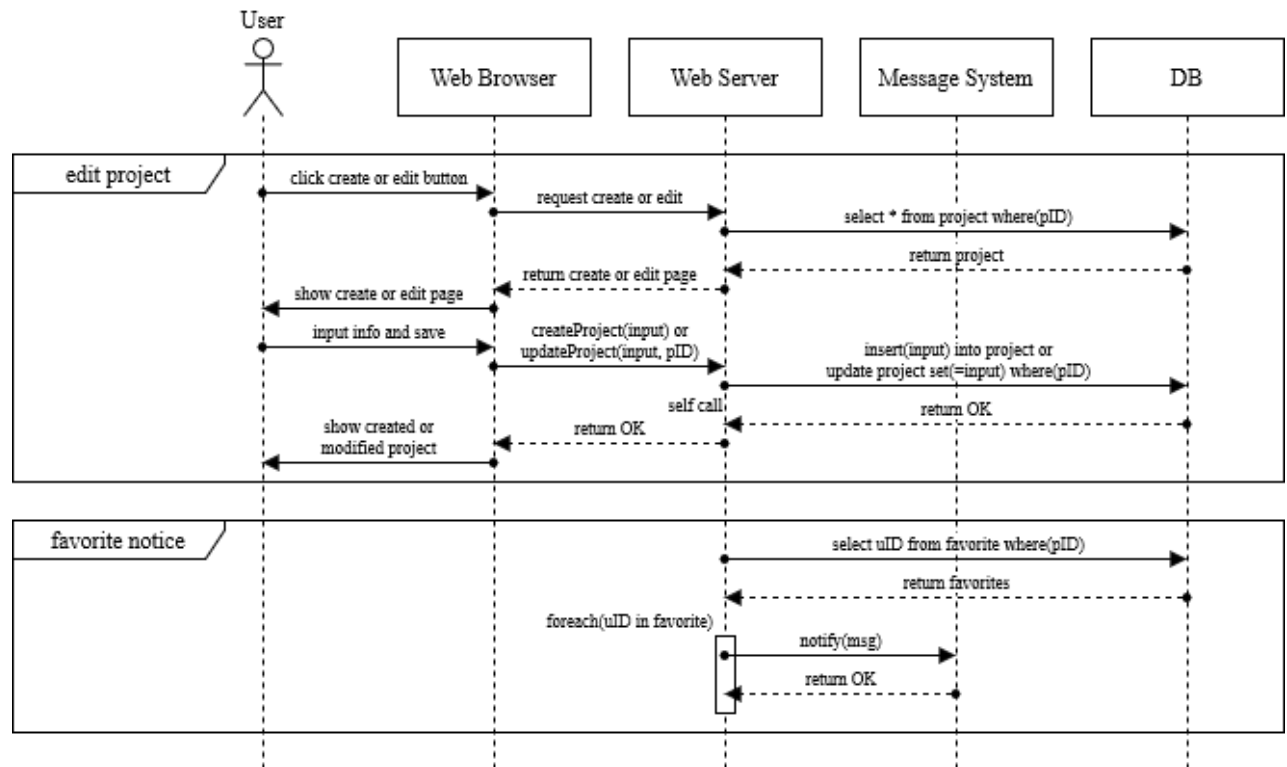 User
Web Browser
Web Server
Message System
DB
edit project
click create or edit button
request create or edit
select * from project where(pID)
return project
return create or edit page
show create or edit page
input info and save
createProject(input) or
updateProject(input, pID)
insert(input) into project or
update project set(=input) where(pID)
self call
return OK
return OK
show created or
modified project
favorite notice
select uID from favorite where(pID)
return favorites
foreach(uID in favorite)
notify(msg)
return OK